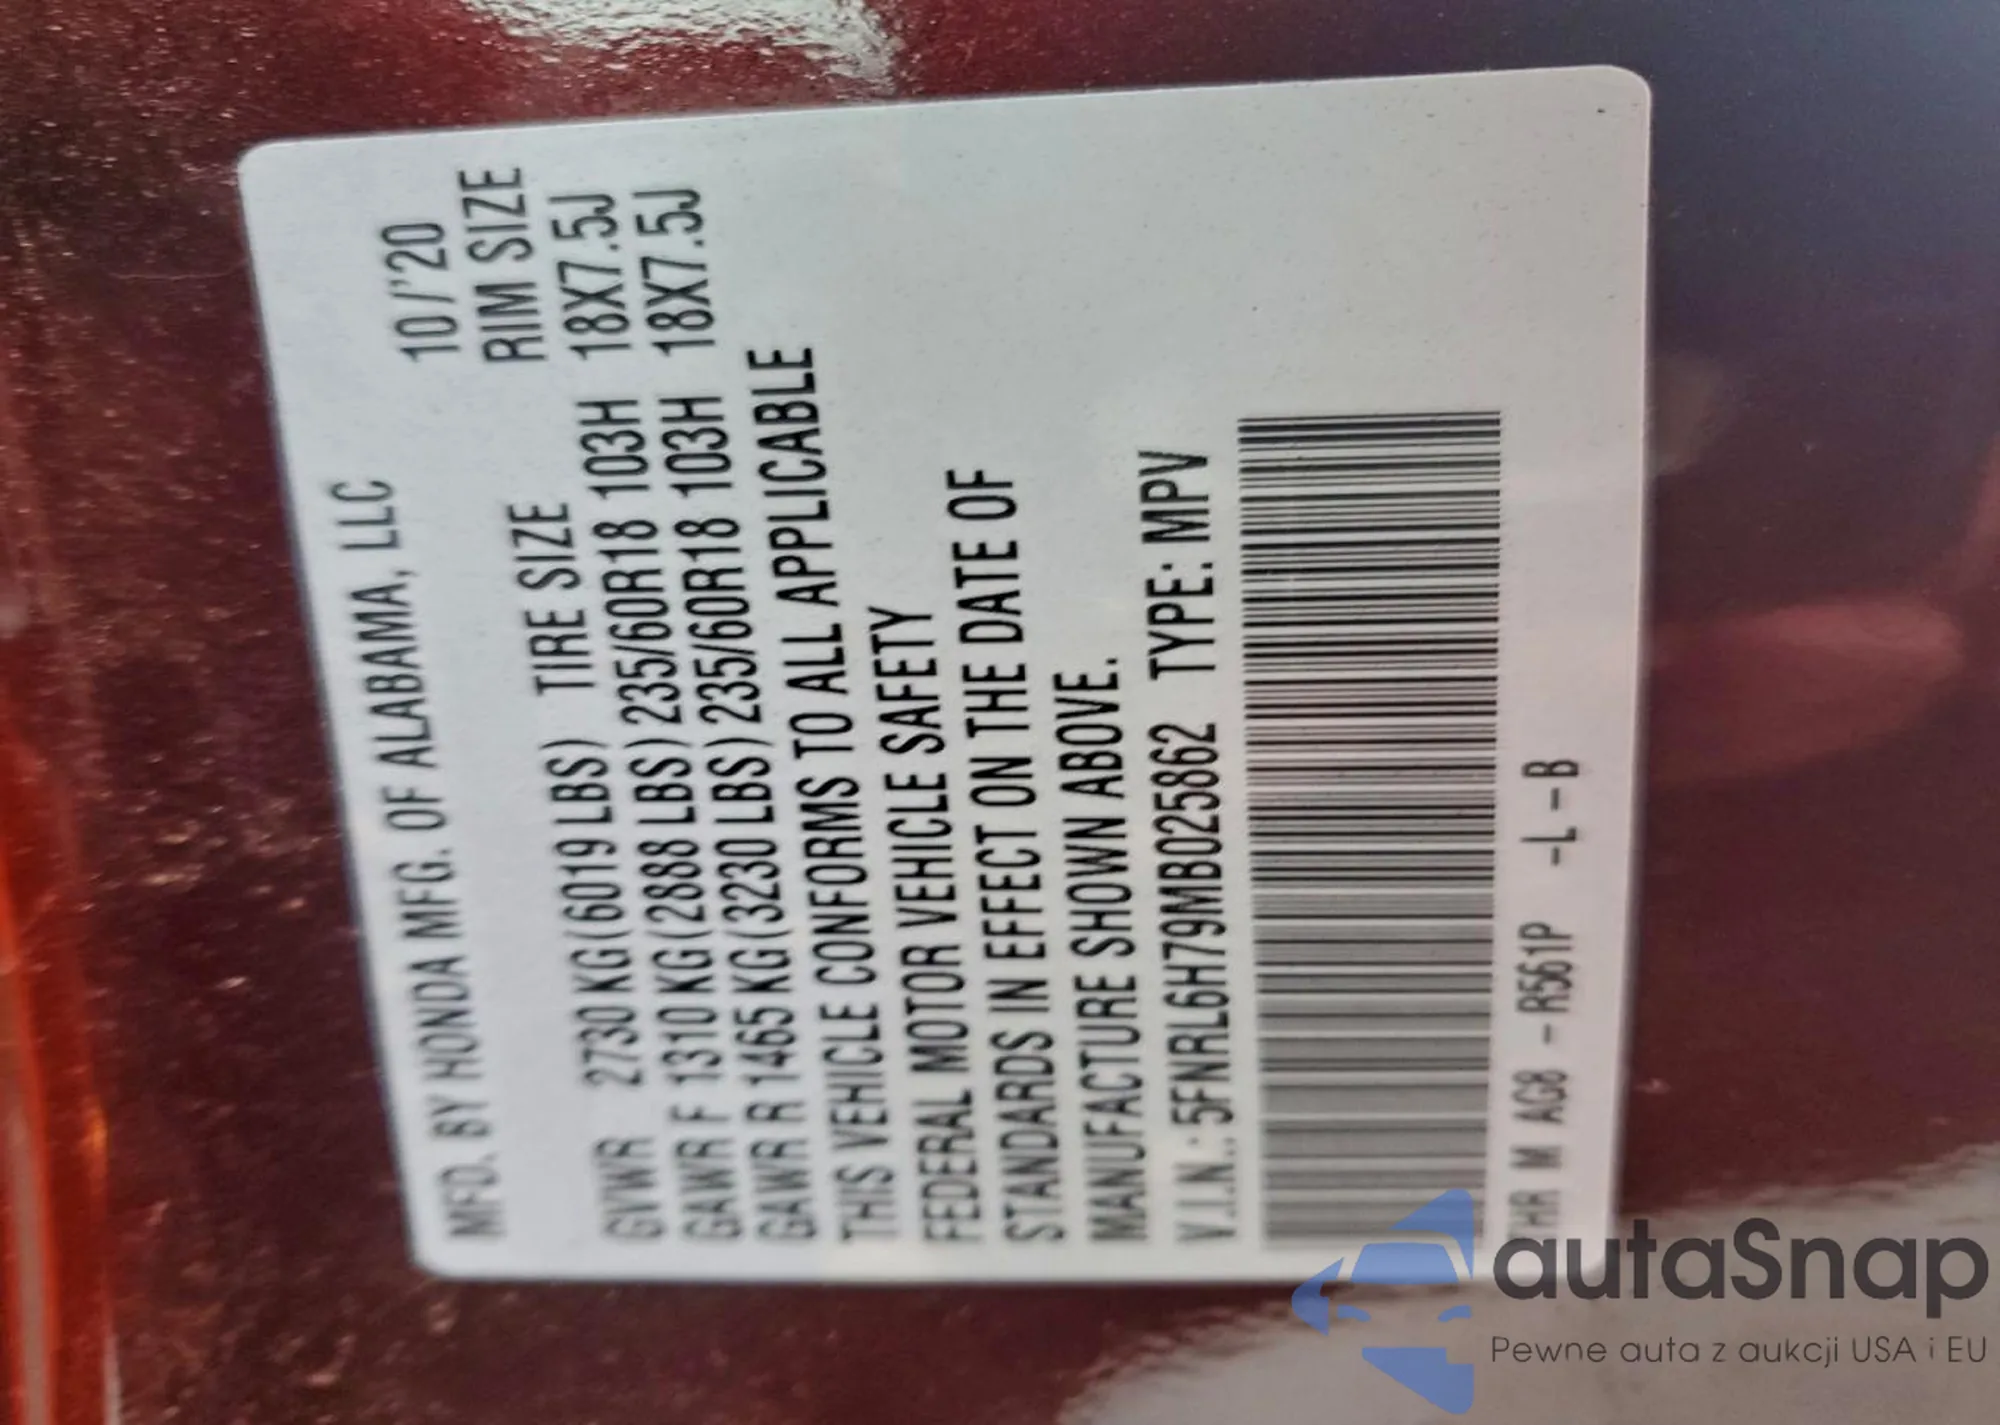 MFD. BY HONDA MFG. OF ALABAMA, LLC
10/'20
TIRE SIZE RIM SIZE
GVWR 2730 KG(6019 LBS)
GAWR F 1310 KG(2888 LBS) 235/60R18 103H 18X7.5J
GAWR R 1465 KG(3230 LBS) 235/60R18 103H 18X7.5J
THIS VEHICLE CONFORMS TO ALL APPLICABLE
FEDERAL MOTOR VEHICLE SAFETY
STANDARDS IN EFFECT ON THE DATE OF
MANUFACTURE SHOWN ABOVE.
V.I.N.: 5FNRL6H79MB025862 TYPE: MPV
THR M AG8 -R561P -L-B
autaSnap
Pewne auta z aukcji USA i EU